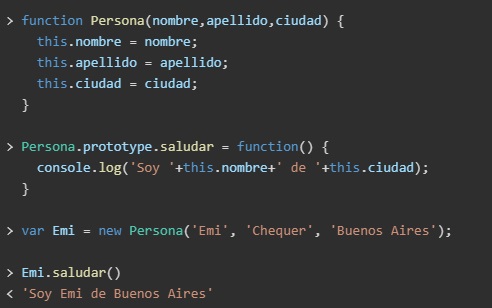 > function Persona(nombre,apellido,ciudad) {
    this.nombre = nombre;
    this.apellido = apellido;
    this.ciudad = ciudad;
  }
> Persona.prototype.saludar = function() {
    console.log('Soy '+this.nombre+' de '+this.ciudad);
  }
> var Emi = new Persona('Emi', 'Chequer', 'Buenos Aires');
> Emi.saludar()
< 'Soy Emi de Buenos Aires'